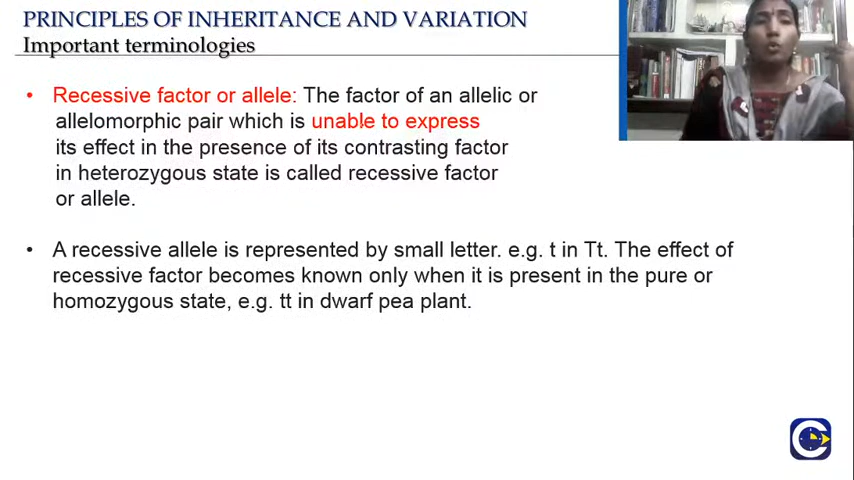 PRINCIPLES OF INHERITANCE AND VARIATION
Important terminologies
• Recessive factor or allele: The factor of an allelic or
allelomorphic pair which is unable to express
its effect in the presence of its contrasting factor
in heterozygous state is called recessive factor
or allele.
• A recessive allele is represented by small letter. e.g. t in Tt. The effect of
recessive factor becomes known only when it is present in the pure or
homozygous state, e.g. tt in dwarf pea plant.